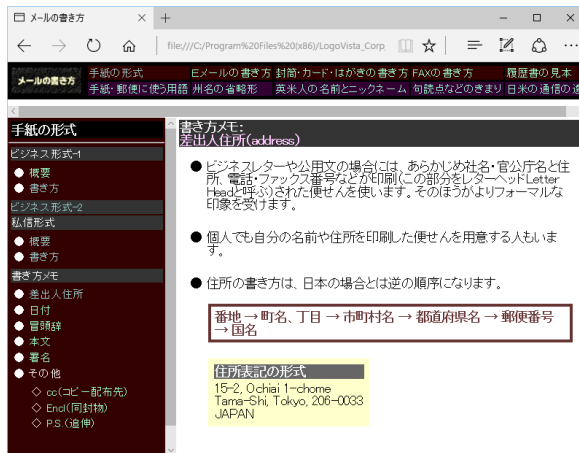 メールの書き方
file:///C:/Program%20Files%20(x86)/LogoVista_Corp
メールの書き方
手紙の形式 Eメールの書き方 封筒・カード・はがきの書き方 FAXの書き方 履歴書の見本
手紙・郵便に使う用語 州名の省略形 英米人の名前とニックネーム 句読点などのきまり 日米の通信の違
手紙の形式
ビジネス形式-1
● 概要
● 書き方
ビジネス形式-2
私信形式
● 概要
● 書き方
書き方メモ
● 差出人住所
● 日付
● 冒頭辞
● 本文
● 署名
● その他
◇ cc(コピー配布先)
◇ Encl(同封物)
◇ P.S.(追伸)
書き方メモ:
差出人住所(address)
● ビジネスレターや公用文の場合には、あらかじめ社名・官公庁名と住
所、電話・ファックス番号などが印刷(この部分をレターヘッドLetter
Headと呼ぶ)された便せんを使います。そのほうがよりフォーマルな
印象を受けます。
● 個人でも自分の名前や住所を印刷した便せんを用意する人もいま
す。
● 住所の書き方は、日本の場合とは逆の順序になります。
番地 → 町名、丁目 → 市町村名 → 都道府県名 → 郵便番号
→ 国名
住所表記の形式
15-2, Ochiai 1-chome
Tama-Shi, Tokyo, 206-0033
JAPAN